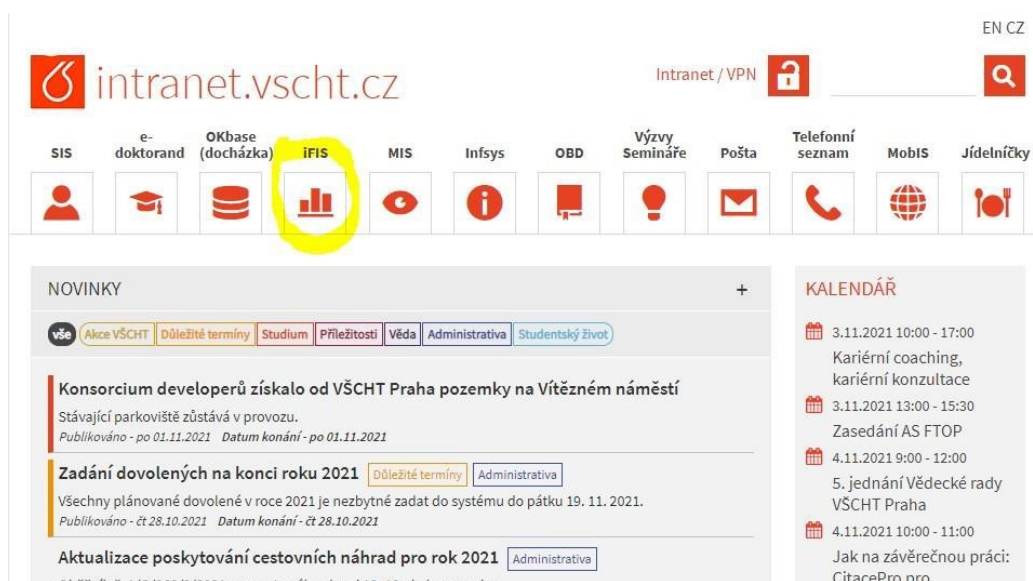 EN CZ
intranet.vscht.cz
Intranet / VPN
SIS
e-
doktorand
OKbase
(docházka)
iFIS
MIS
Infsys
OBD
Výzvy
Semináře
Pošta
Telefonní
seznam
MobIS
Jídelníčky
NOVINKY
+
vše Akce VŠCHT Důležité termíny Studium Příležitosti Věda Administrativa Studentský život
Konsorcium developerů získalo od VŠCHT Praha pozemky na Vítězném náměstí
Stávající parkoviště zůstává v provozu.
Publikováno - po 01.11.2021 Datum konání - po 01.11.2021
Zadání dovolených na konci roku 2021 Důležité termíny Administrativa
Všechny plánované dovolené v roce 2021 je nezbytné zadat do systému do pátku 19. 11. 2021.
Publikováno - čt 28.10.2021 Datum konání - čt 28.10.2021
Aktualizace poskytování cestovních náhrad pro rok 2021 Administrativa
KALENDÁŘ
3.11.2021 10:00 - 17:00
Kariérní coaching,
kariérní konzultace
3.11.2021 13:00 - 15:30
Zasedání AS FTOP
4.11.2021 9:00 - 12:00
5. jednání Vědecké rady
VŠCHT Praha
4.11.2021 10:00 - 11:00
Jak na závěrečnou práci:
CitacePro pro